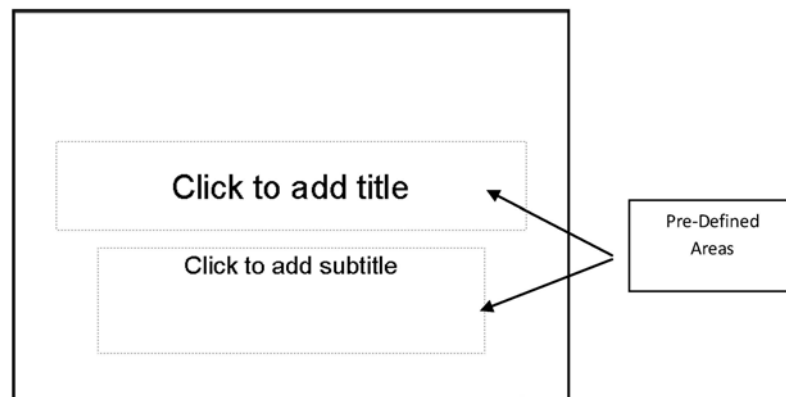 Click to add title
Click to add subtitle
Pre-Defined
Areas